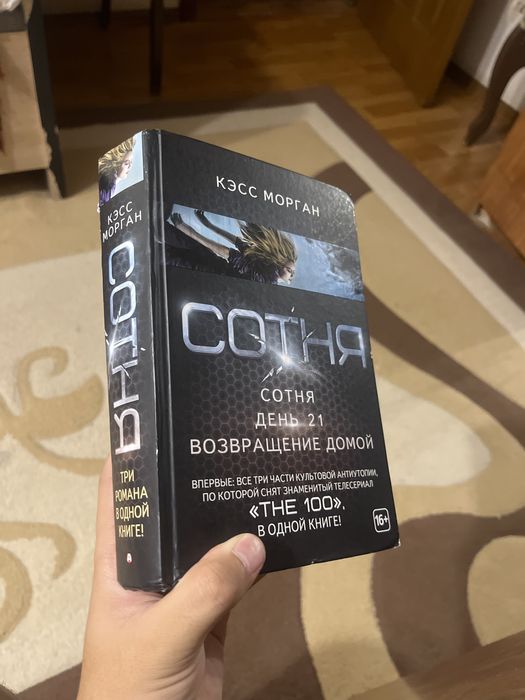 КЭСС
МОРГАН
СОТНЯ
ТРИ
РОМАНА
В ОДНОЙ
КНИГЕ!
КЭСС МОРГАН
СОТНЯ
СОТНЯ
ДЕНЬ 21
ВОЗВРАЩЕНИЕ ДОМОЙ
ВПЕРВЫЕ: ВСЕ ТРИ ЧАСТИ КУЛЬТОВОЙ АНТИУТОПИИ,
ПО КОТОРОЙ СНЯТ ЗНАМЕНИТЫЙ ТЕЛЕСЕРИАЛ
«THE 100»,
В ОДНОЙ КНИГЕ!
16+